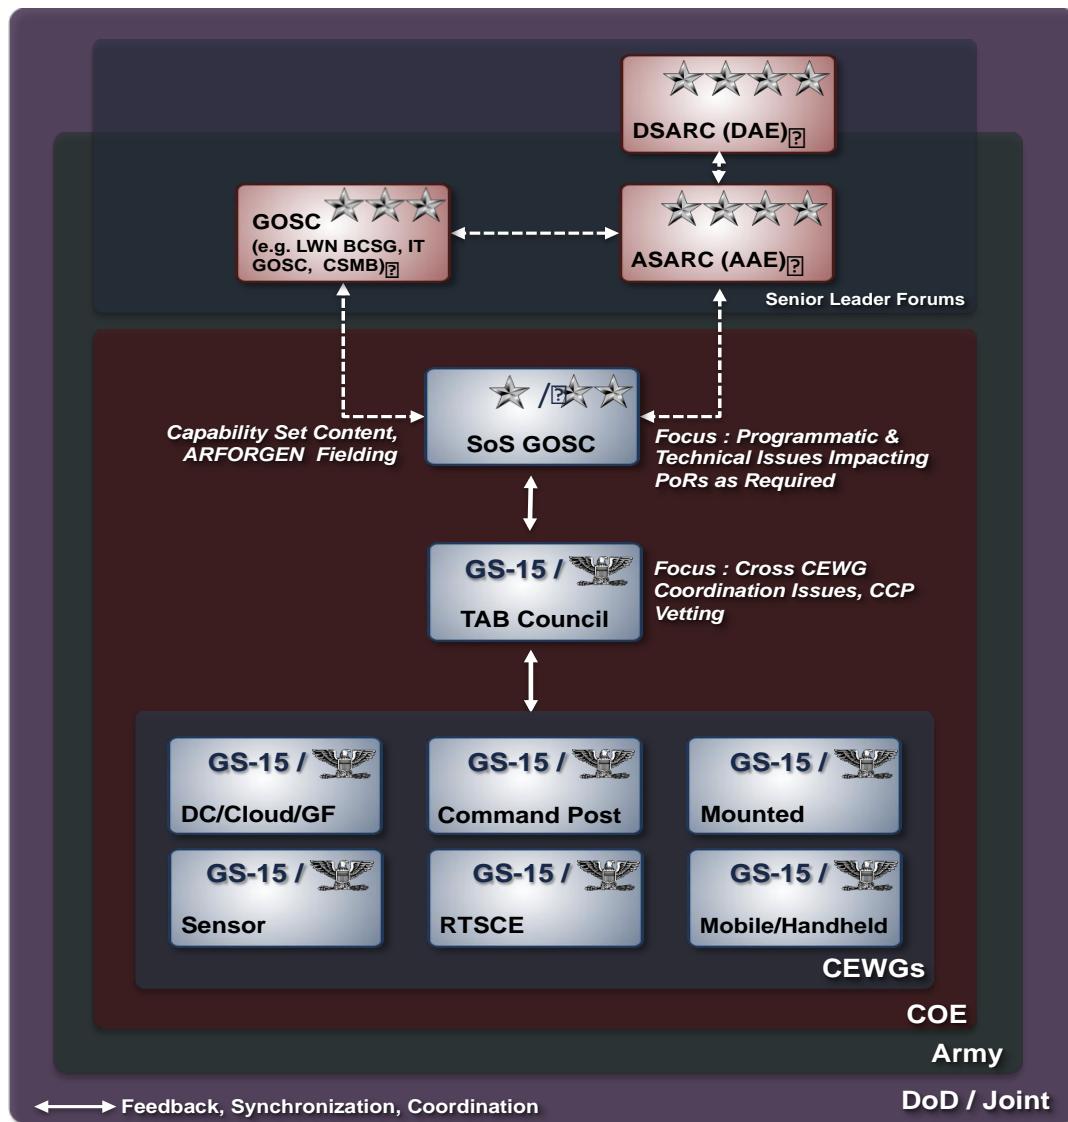 DSARC (DAE)
GOSC
(e.g. LWN BCSG, IT
GOSC, CSMB)
ASARC (AAE)
Senior Leader Forums
/
SoS GOSC
Capability Set Content,
ARFORGEN Fielding
Focus : Programmatic &
Technical Issues Impacting
PoRs as Required
GS-15 /
TAB Council
Focus : Cross CEWG
Coordination Issues, CCP
Vetting
GS-15 /
DC/Cloud/GF
GS-15 /
Command Post
GS-15 /
Mounted
GS-15 /
Sensor
GS-15 /
RTSCE
GS-15 /
Mobile/Handheld
CEWGs
COE
Army
DoD / Joint
Feedback, Synchronization, Coordination